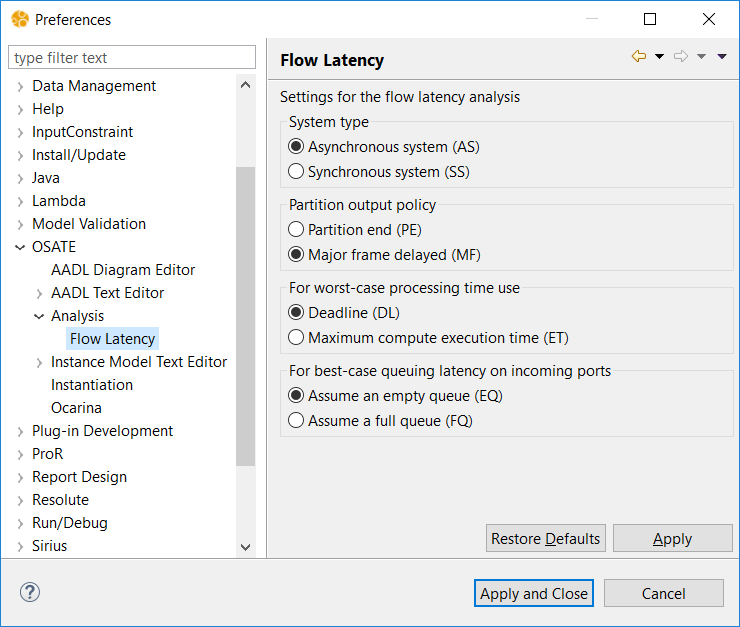 Preferences
type filter text
Data Management
Help
InputConstraint
Install/Update
Java
Lambda
Model Validation
OSATE
AADL Diagram Editor
AADL Text Editor
Analysis
Flow Latency
Instance Model Text Editor
Instantiation
Ocarina
Plug-in Development
ProR
Report Design
Resolute
Run/Debug
Sirius
Flow Latency
Settings for the flow latency analysis
System type
Asynchronous system (AS)
Synchronous system (SS)
Partition output policy
Partition end (PE)
Major frame delayed (MF)
For worst-case processing time use
Deadline (DL)
Maximum compute execution time (ET)
For best-case queuing latency on incoming ports
Assume an empty queue (EQ)
Assume a full queue (FQ)
Restore Defaults
Apply
?
Apply and Close
Cancel